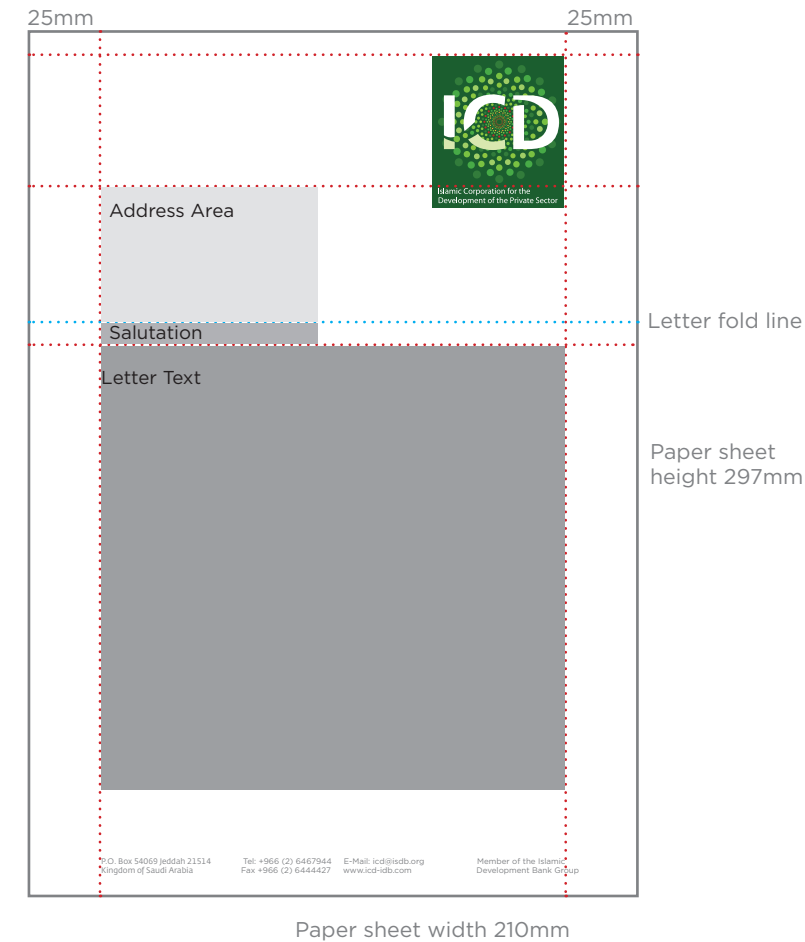 25mm
25mm
ICD
Islamic Corporation for the
Development of the Private Sector
Address Area
Letter fold line
Salutation
Letter Text
Paper sheet
height 297mm
P.O. Box 54069 Jeddah 21514
Kingdom of Saudi Arabia
Tel: +966 (2) 6467944
Fax +966 (2) 6444427
E-Mail: icd@isdb.org
www.icd-idb.com
Member of the Islamic
Development Bank Group
Paper sheet width 210mm